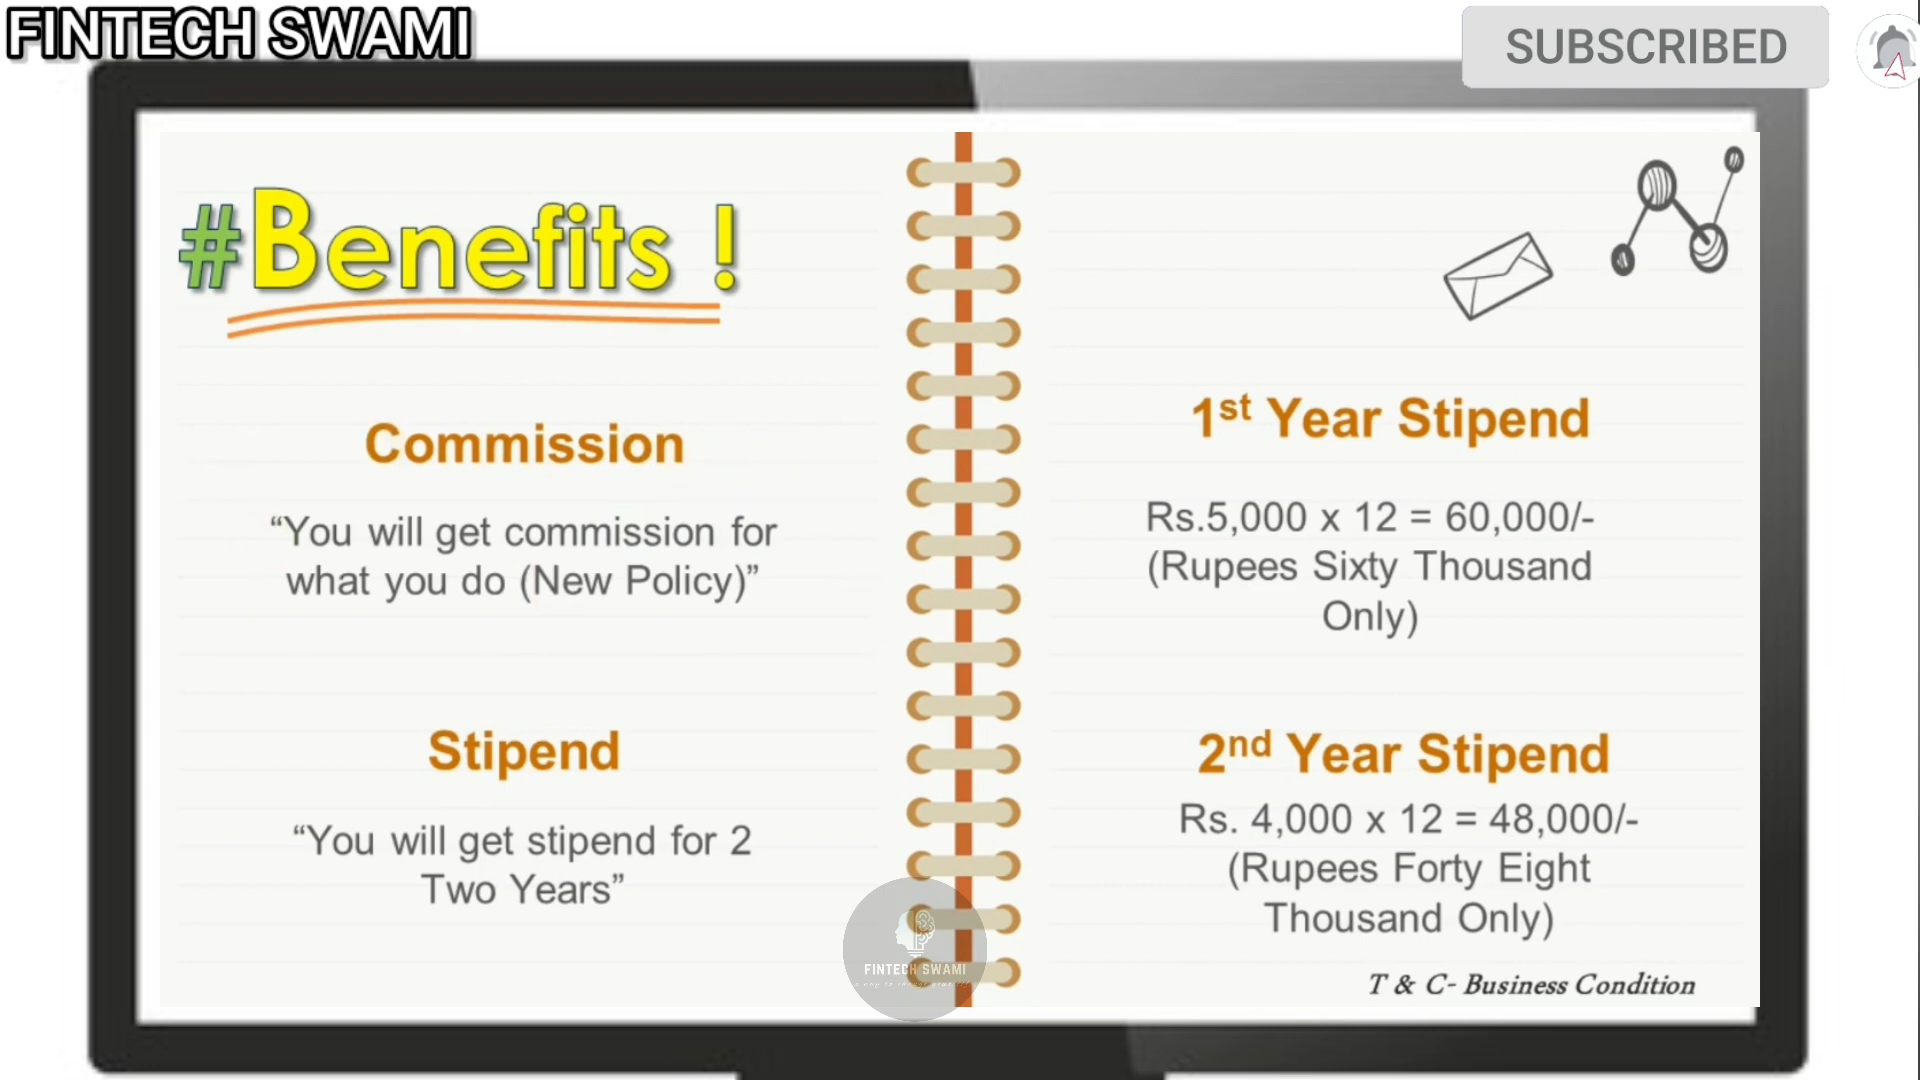 FINTECH SWAMI
SUBSCRIBED
#Benefits !
Commission
“You will get commission for
what you do (New Policy)”
Stipend
“You will get stipend for 2
Two Years”
1st Year Stipend
Rs.5,000 x 12 = 60,000/-
(Rupees Sixty Thousand
Only)
2nd Year Stipend
Rs. 4,000 x 12 = 48,000/-
(Rupees Forty Eight
Thousand Only)
T & C- Business Condition
FINTECH SWAMI